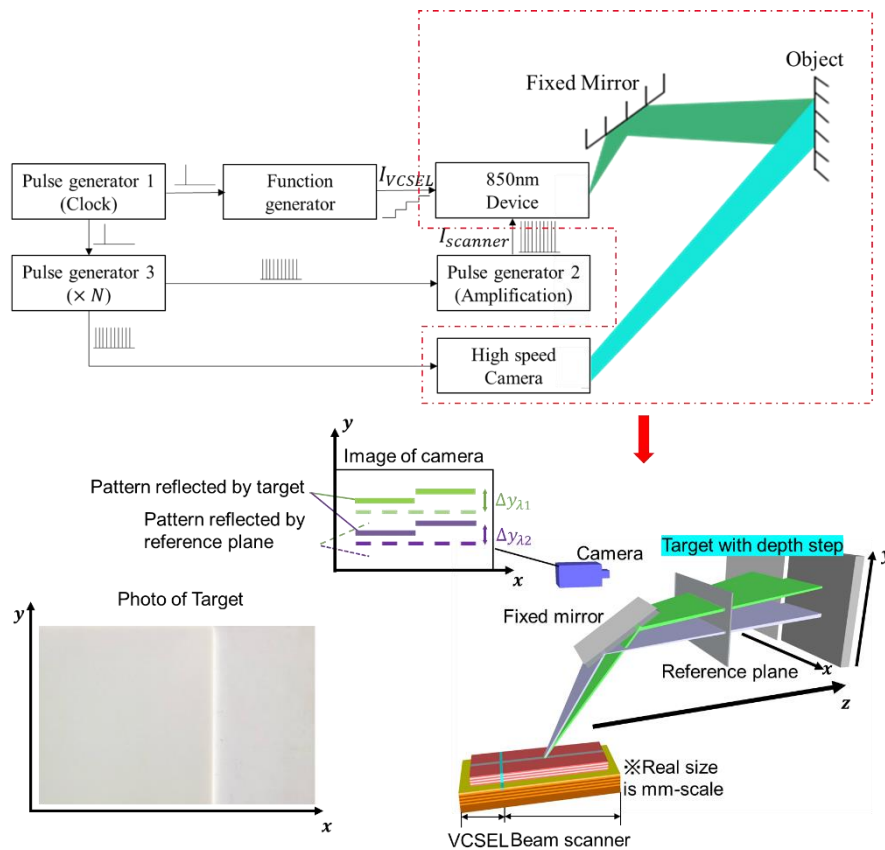 Object
Fixed Mirror
Pulse generator 1
(Clock)
Function
generator
I_VCSEL
850nm
Device
I_scanner
Pulse generator 3
(× N)
Pulse generator 2
(Amplification)
High speed
Camera
y
Image of camera
Pattern reflected by target
Δy_λ1
Pattern reflected by
reference plane
Δy_λ2
x
Camera
Target with depth step
y
Photo of Target
Fixed mirror
y
Reference plane
x
z
※Real size
is mm-scale
x
VCSEL
Beam scanner